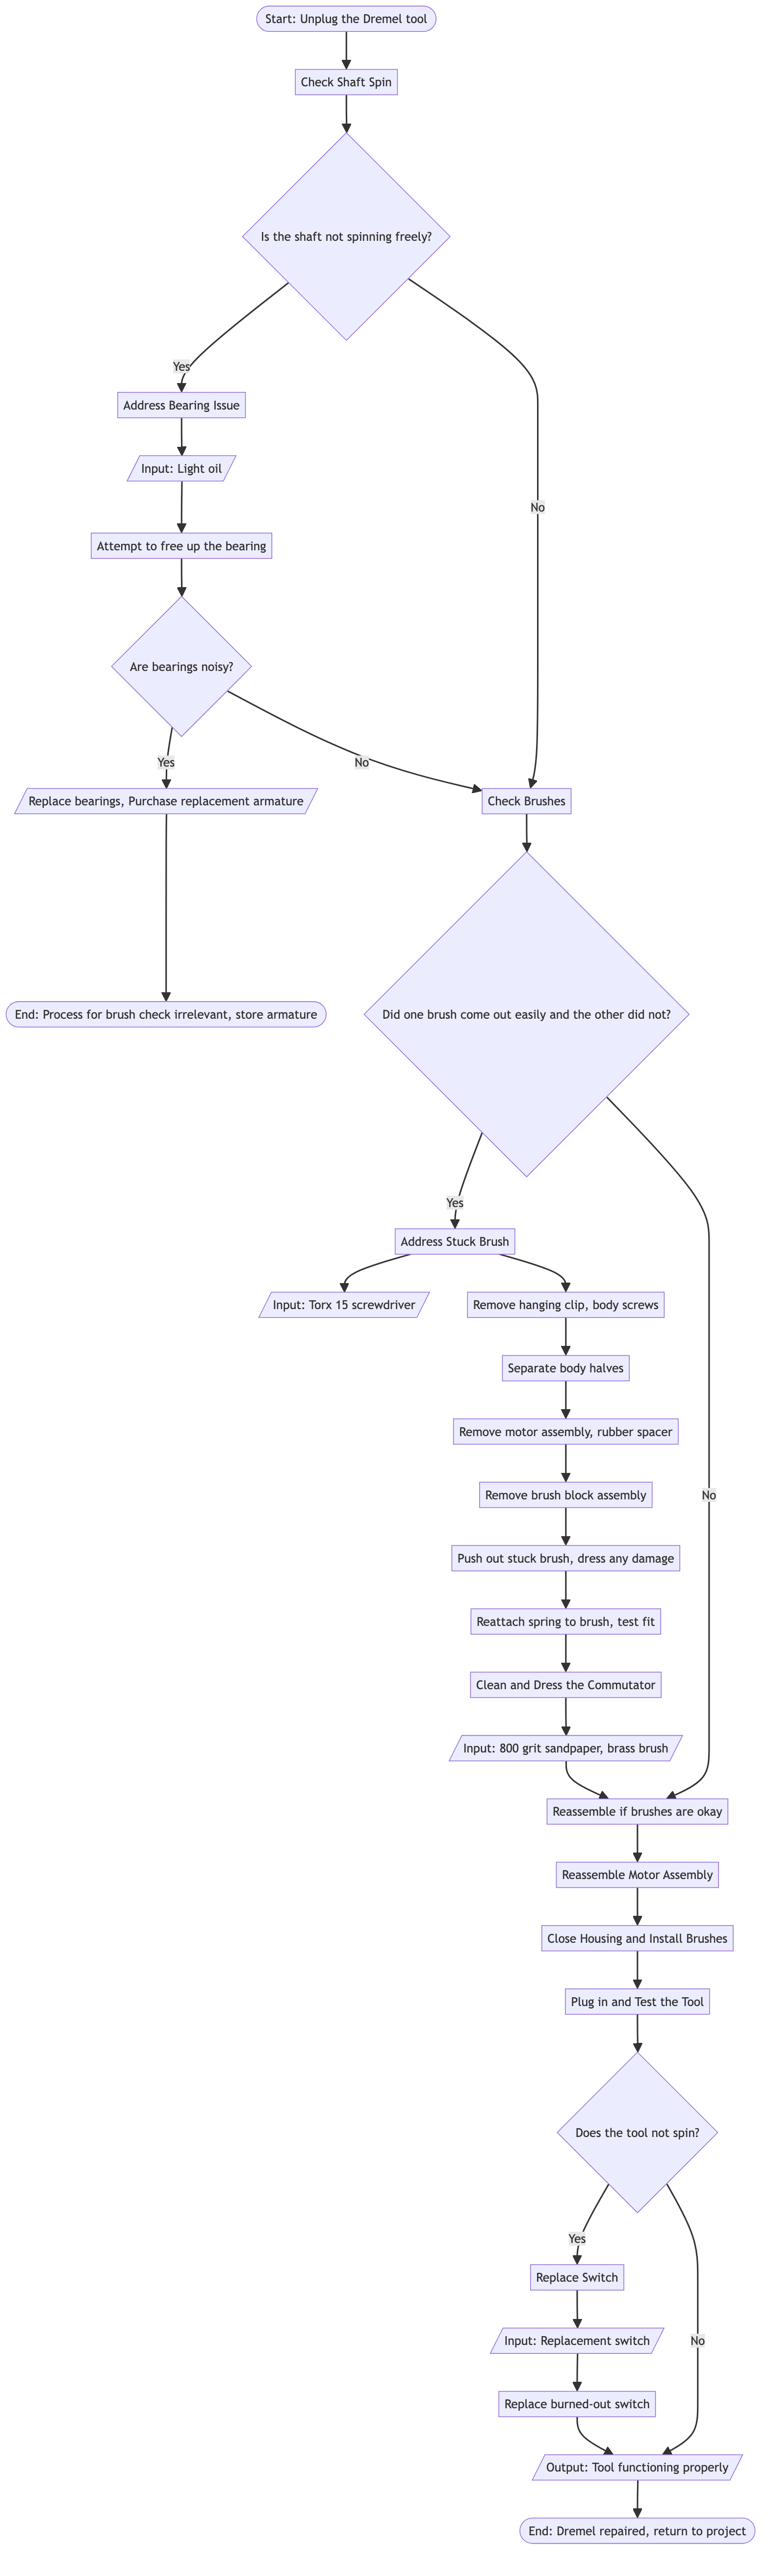 Start: Unplug the Dremel tool
Check Shaft Spin
Is the shaft not spinning freely?
Yes
Address Bearing Issue
Input: Light oil
No
Attempt to free up the bearing
Are bearings noisy?
Yes
No
Replace bearings, Purchase replacement armature
Check Brushes
End: Process for brush check irrelevant, store armature
Did one brush come out easily and the other did not?
Yes
Address Stuck Brush
Input: Torx 15 screwdriver
Remove hanging clip, body screws
Separate body halves
Remove motor assembly, rubber spacer
Remove brush block assembly
No
Push out stuck brush, dress any damage
Reattach spring to brush, test fit
Clean and Dress the Commutator
Input: 800 grit sandpaper, brass brush
Reassemble if brushes are okay
Reassemble Motor Assembly
Close Housing and Install Brushes
Plug in and Test the Tool
Does the tool not spin?
Yes
Replace Switch
Input: Replacement switch
No
Replace burned-out switch
Output: Tool functioning properly
End: Dremel repaired, return to project